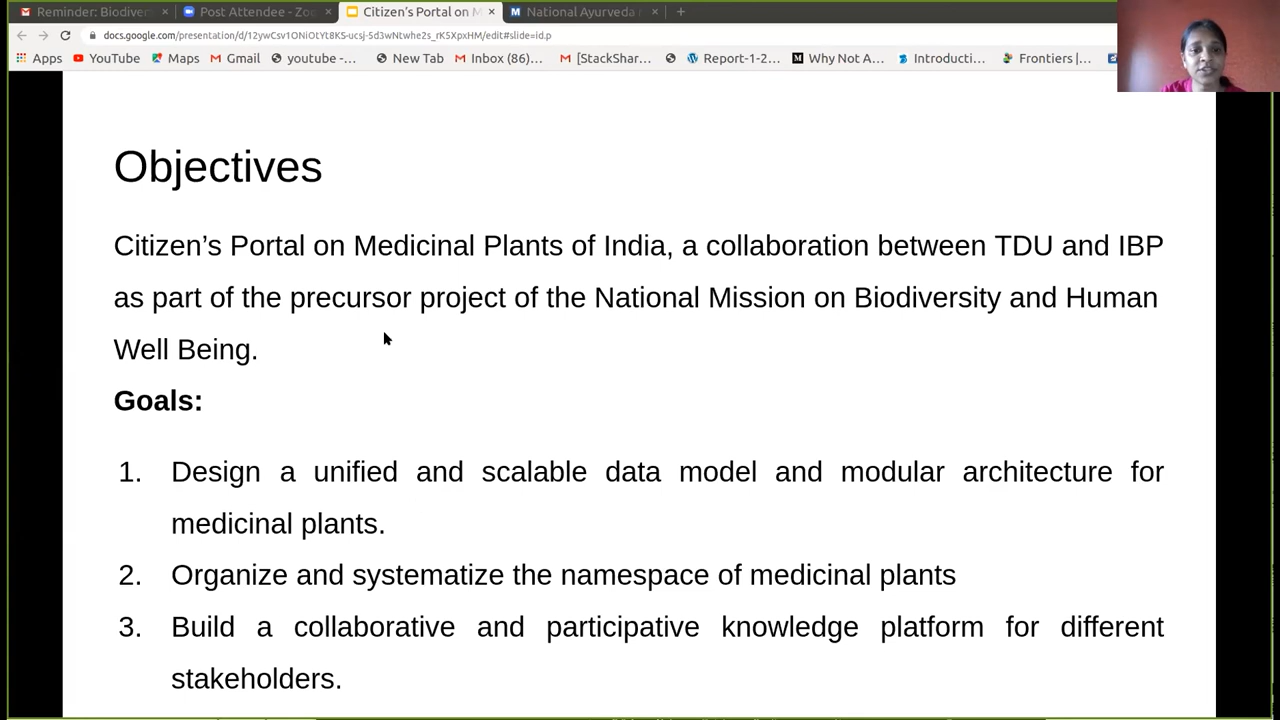 Reminder: Biodiver
Post Attendee - Zoo
Citizen's Portal on M
National Ayurveda
docs.google.com/presentation/d/12ywCsv1ONiOtYt8KS-ucsj-5d3wNtwhe2s_rK5XpxHM/edit#slide=id.p
Apps YouTube Maps Gmail youtube -... New Tab Inbox (86)... [StackShar... Report-1-2... Why Not A... Introducti... Frontiers |...
Objectives
Citizen’s Portal on Medicinal Plants of India, a collaboration between TDU and IBP
as part of the precursor project of the National Mission on Biodiversity and Human
Well Being.
Goals:
1. Design a unified and scalable data model and modular architecture for
medicinal plants.
2. Organize and systematize the namespace of medicinal plants
3. Build a collaborative and participative knowledge platform for different
stakeholders.